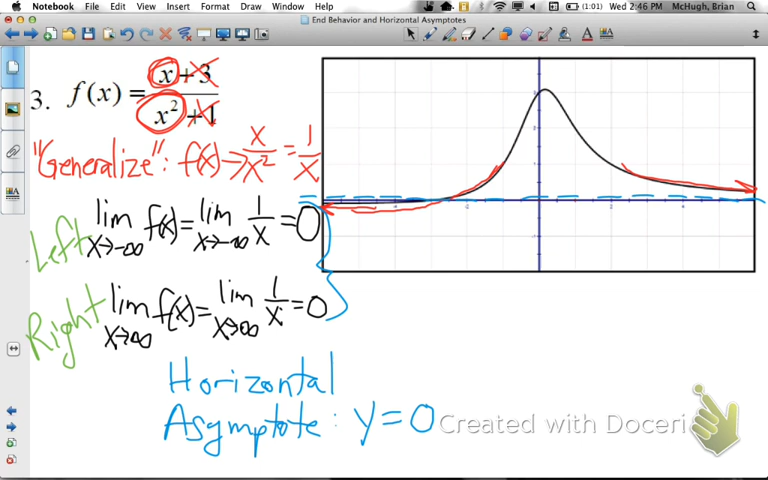 Notebook View Insert Format Draw Window Help (1:01) Wed 2:46 PM McHugh, Brian
End Behavior and Horizontal Asymptotes
3. f(x) = x + 3 / x² + 1
"Generalize": f(x) → x/x² = 1/x
Left lim x→-∞ f(x) = lim x→-∞ 1/x = 0
Right lim x→∞ f(x) = lim x→∞ 1/x = 0
Horizontal
Asymptote: y = 0
Created with Doceri